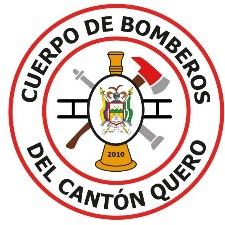 CUERPO DE BOMBEROS
2010
DEL CANTÓN QUERO